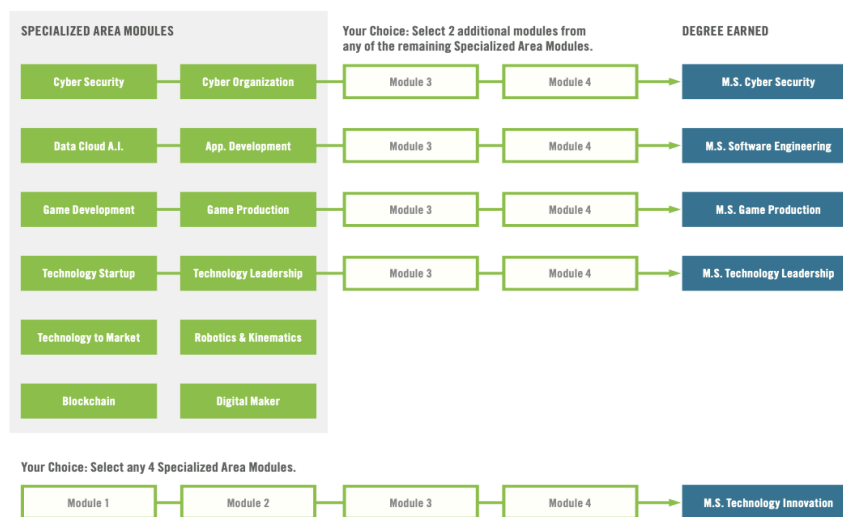 SPECIALIZED AREA MODULES
Your Choice: Select 2 additional modules from
any of the remaining Specialized Area Modules.
DEGREE EARNED
Cyber Security
Cyber Organization
Module 3
Module 4
M.S. Cyber Security
Data Cloud A.I.
App. Development
Module 3
Module 4
M.S. Software Engineering
Game Development
Game Production
Module 3
Module 4
M.S. Game Production
Technology Startup
Technology Leadership
Module 3
Module 4
M.S. Technology Leadership
Technology to Market
Robotics & Kinematics
Blockchain
Digital Maker
Your Choice: Select any 4 Specialized Area Modules.
Module 1
Module 2
Module 3
Module 4
M.S. Technology Innovation